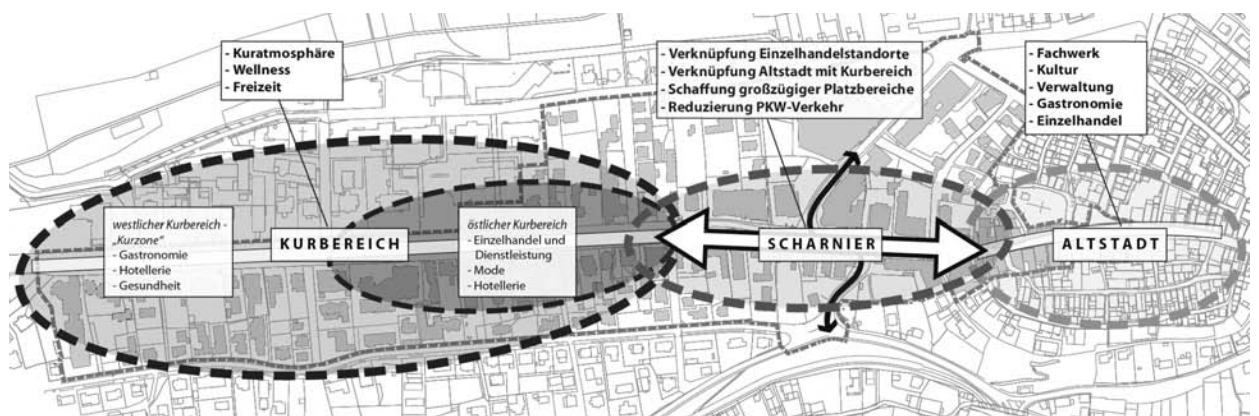 - Kuratmosphäre
- Wellness
- Freizeit
- Verknüpfung Einzelhandelstandorte
- Verknüpfung Altstadt mit Kurbereich
- Schaffung großzügiger Platzbereiche
- Reduzierung PKW-Verkehr
- Fachwerk
- Kultur
- Verwaltung
- Gastronomie
- Einzelhandel
westlicher Kurbereich -
„Kurzone"
- Gastronomie
- Hotellerie
- Gesundheit
KURBEREICH
östlicher Kurbereich
- Einzelhandel und
Dienstleistung
- Mode
- Hotellerie
SCHARNIER
ALTSTADT